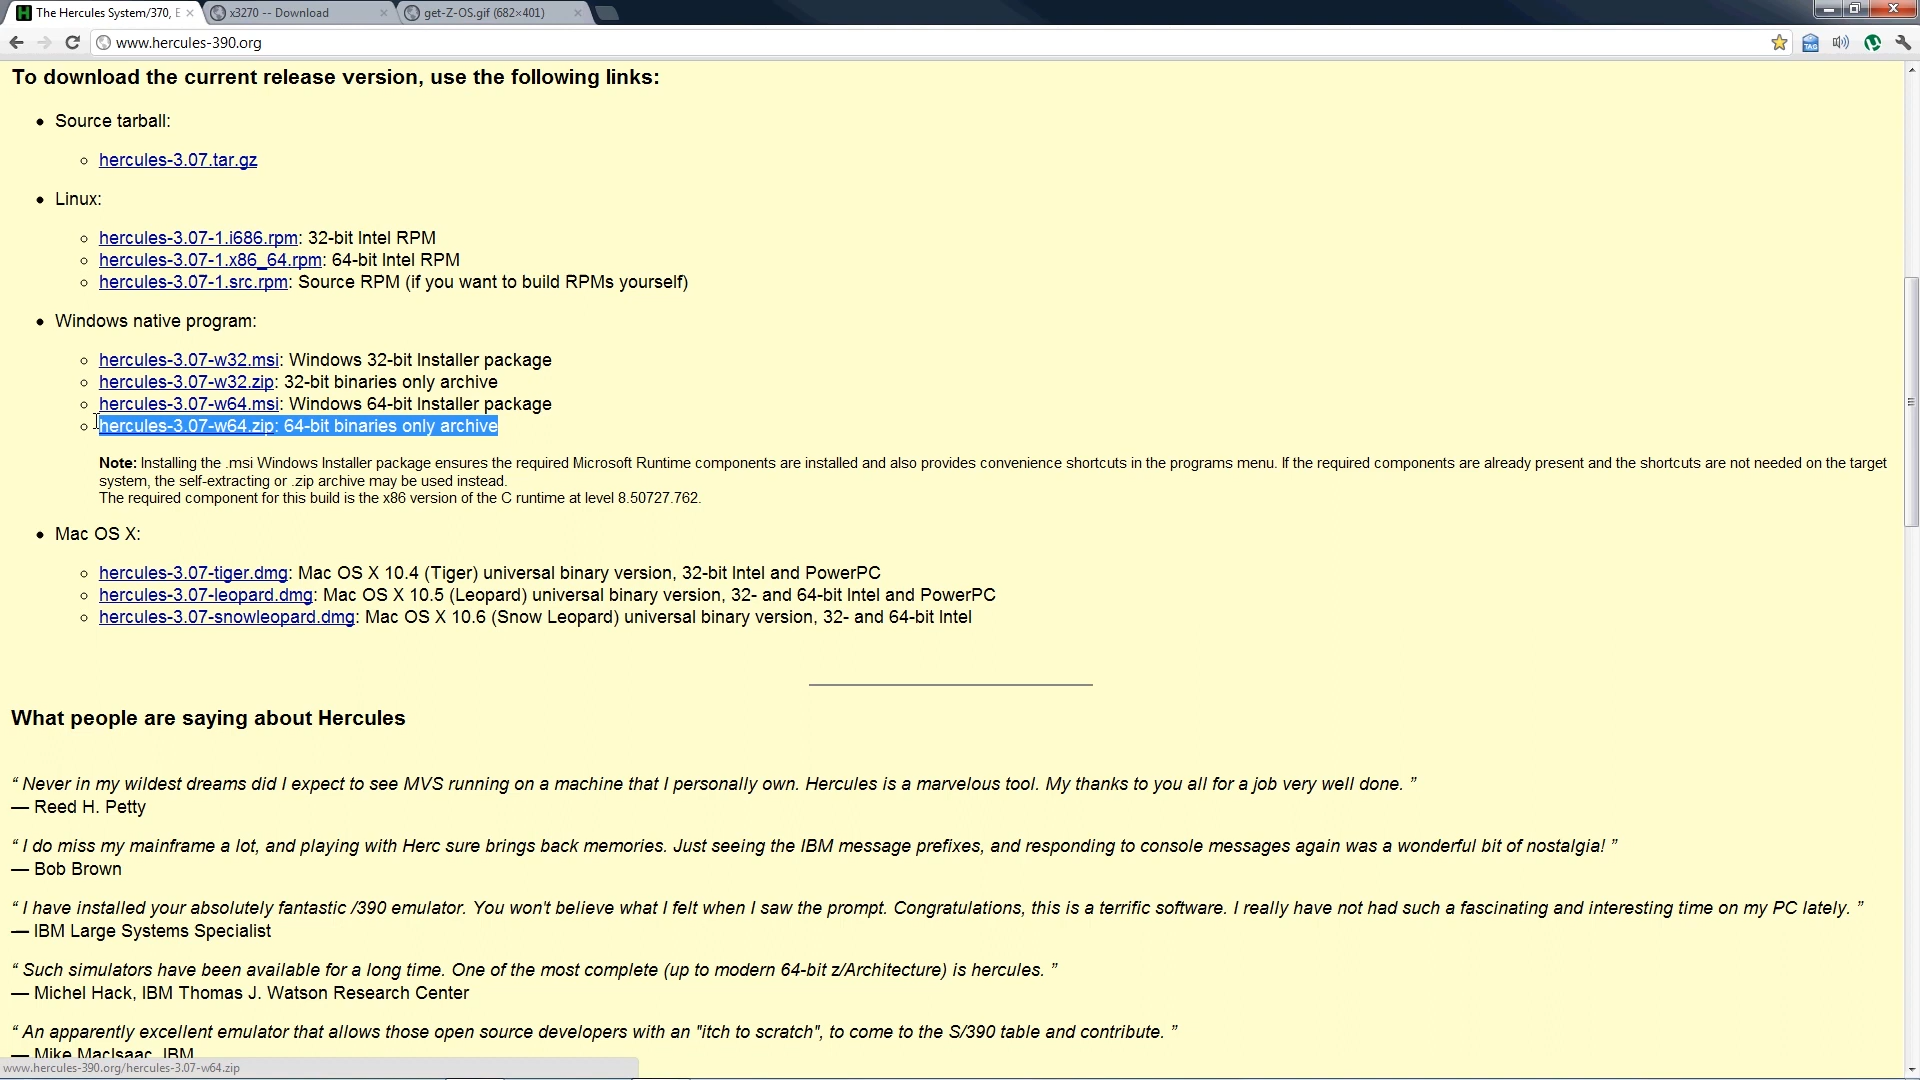 The Hercules System/370, E
x3270 -- Download
get-Z-OS.gif (682×401)
www.hercules-390.org
To download the current release version, use the following links:
Source tarball:
hercules-3.07.tar.gz
Linux:
hercules-3.07-1.i686.rpm: 32-bit Intel RPM
hercules-3.07-1.x86_64.rpm: 64-bit Intel RPM
hercules-3.07-1.src.rpm: Source RPM (if you want to build RPMs yourself)
Windows native program:
hercules-3.07-w32.msi: Windows 32-bit Installer package
hercules-3.07-w32.zip: 32-bit binaries only archive
hercules-3.07-w64.msi: Windows 64-bit Installer package
hercules-3.07-w64.zip: 64-bit binaries only archive
Note: Installing the .msi Windows Installer package ensures the required Microsoft Runtime components are installed and also provides convenience shortcuts in the programs menu. If the required components are already present and the shortcuts are not needed on the target
system, the self-extracting or .zip archive may be used instead.
The required component for this build is the x86 version of the C runtime at level 8.50727.762.
Mac OS X:
hercules-3.07-tiger.dmg: Mac OS X 10.4 (Tiger) universal binary version, 32-bit Intel and PowerPC
hercules-3.07-leopard.dmg: Mac OS X 10.5 (Leopard) universal binary version, 32- and 64-bit Intel and PowerPC
hercules-3.07-snowleopard.dmg: Mac OS X 10.6 (Snow Leopard) universal binary version, 32- and 64-bit Intel
What people are saying about Hercules
“ Never in my wildest dreams did I expect to see MVS running on a machine that I personally own. Hercules is a marvelous tool. My thanks to you all for a job very well done. ”
— Reed H. Petty
“ I do miss my mainframe a lot, and playing with Herc sure brings back memories. Just seeing the IBM message prefixes, and responding to console messages again was a wonderful bit of nostalgia! ”
— Bob Brown
“ I have installed your absolutely fantastic /390 emulator. You won't believe what I felt when I saw the prompt. Congratulations, this is a terrific software. I really have not had such a fascinating and interesting time on my PC lately. ”
— IBM Large Systems Specialist
“ Such simulators have been available for a long time. One of the most complete (up to modern 64-bit z/Architecture) is hercules. ”
— Michel Hack, IBM Thomas J. Watson Research Center
“ An apparently excellent emulator that allows those open source developers with an "itch to scratch", to come to the S/390 table and contribute. ”
— Mike MacIsaac, IBM
www.hercules-390.org/hercules-3.07-w64.zip